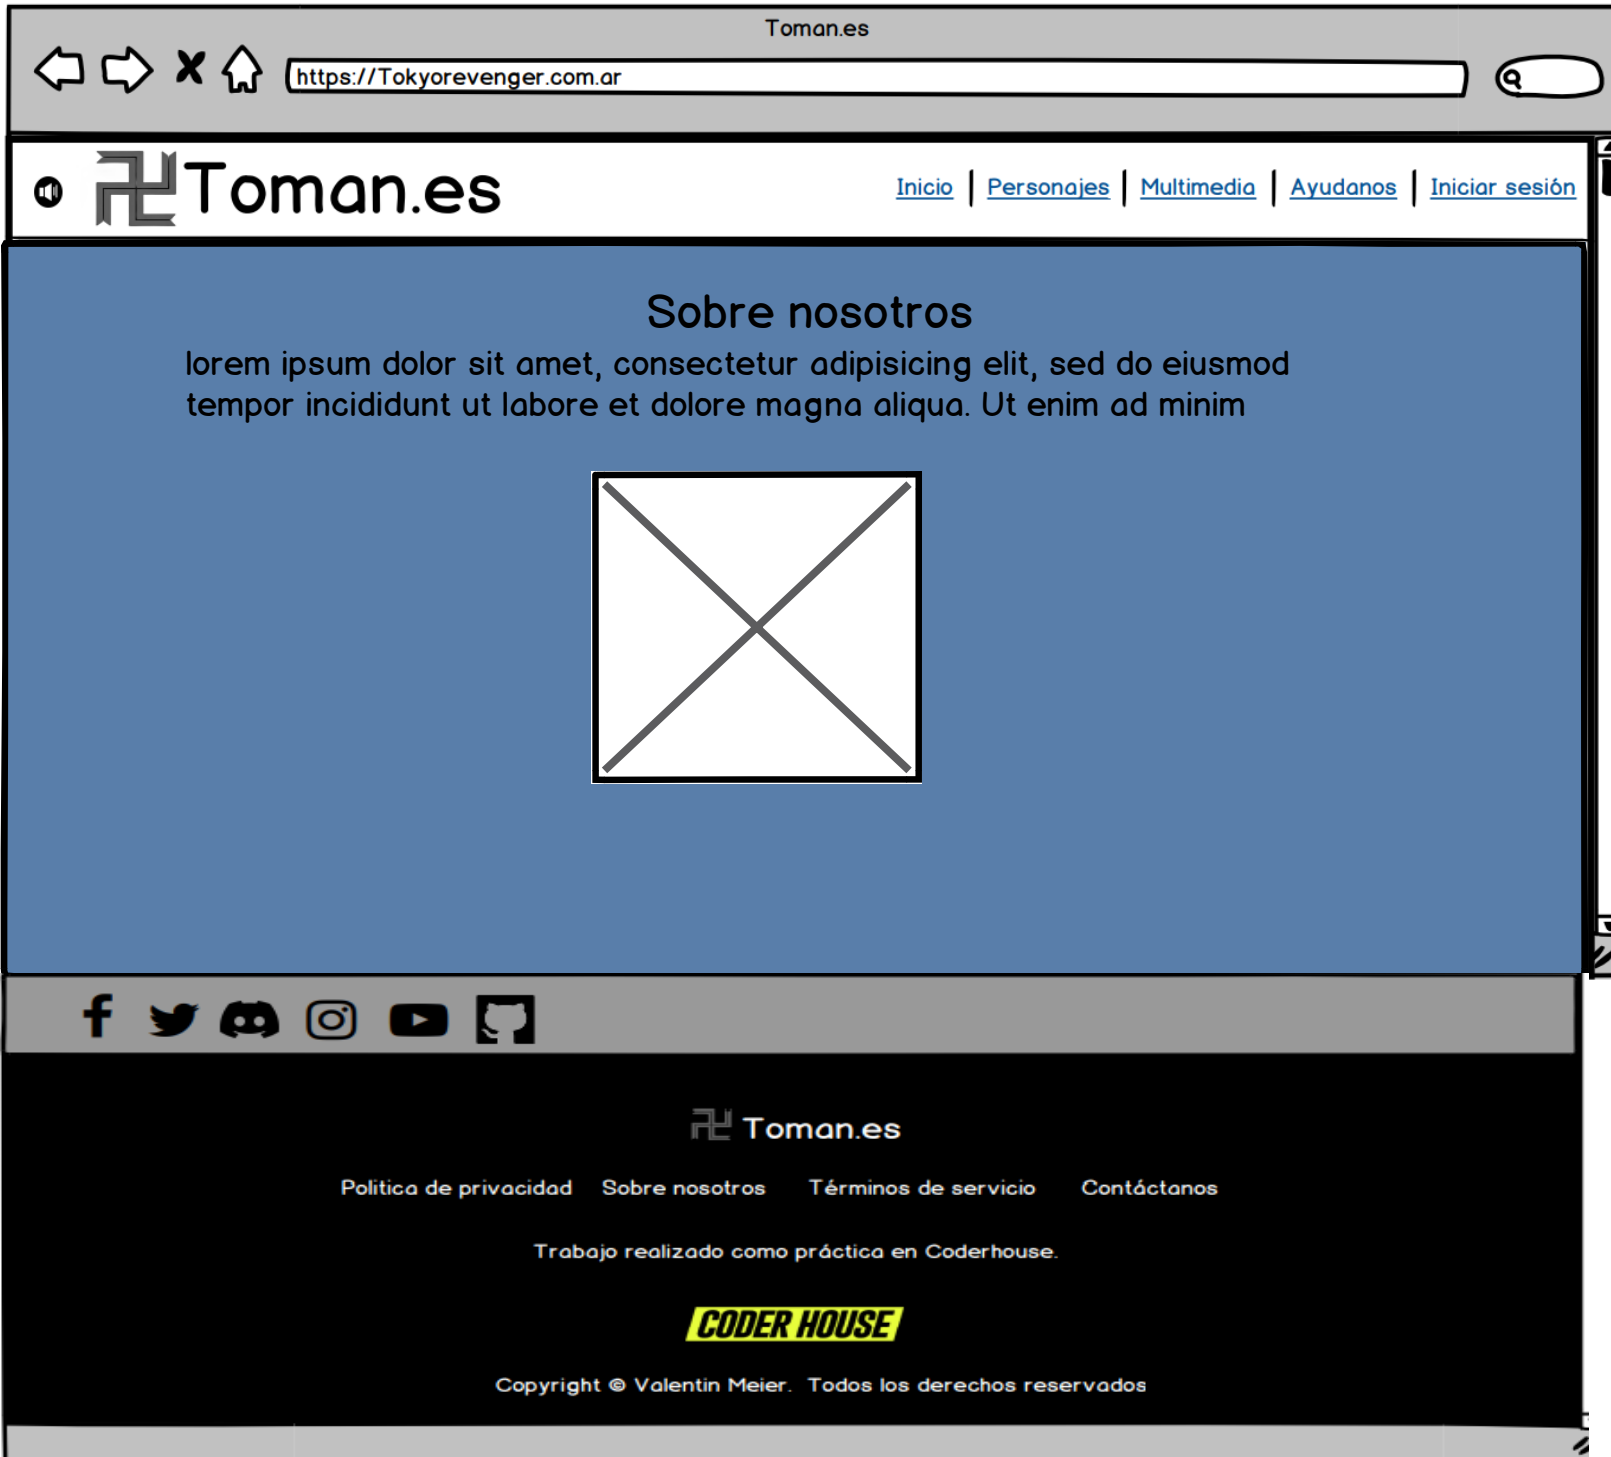 Toman.es
https://Tokyorevenger.com.ar
Toman.es
Inicio | Personajes | Multimedia | Ayudanos | Iniciar sesión
Sobre nosotros
lorem ipsum dolor sit amet, consectetur adipisicing elit, sed do eiusmod
tempor incididunt ut labore et dolore magna aliqua. Ut enim ad minim
Toman.es
Politica de privacidad Sobre nosotros Términos de servicio Contáctanos
Trabajo realizado como práctica en Coderhouse.
CODER HOUSE
Copyright © Valentin Meier. Todos los derechos reservados